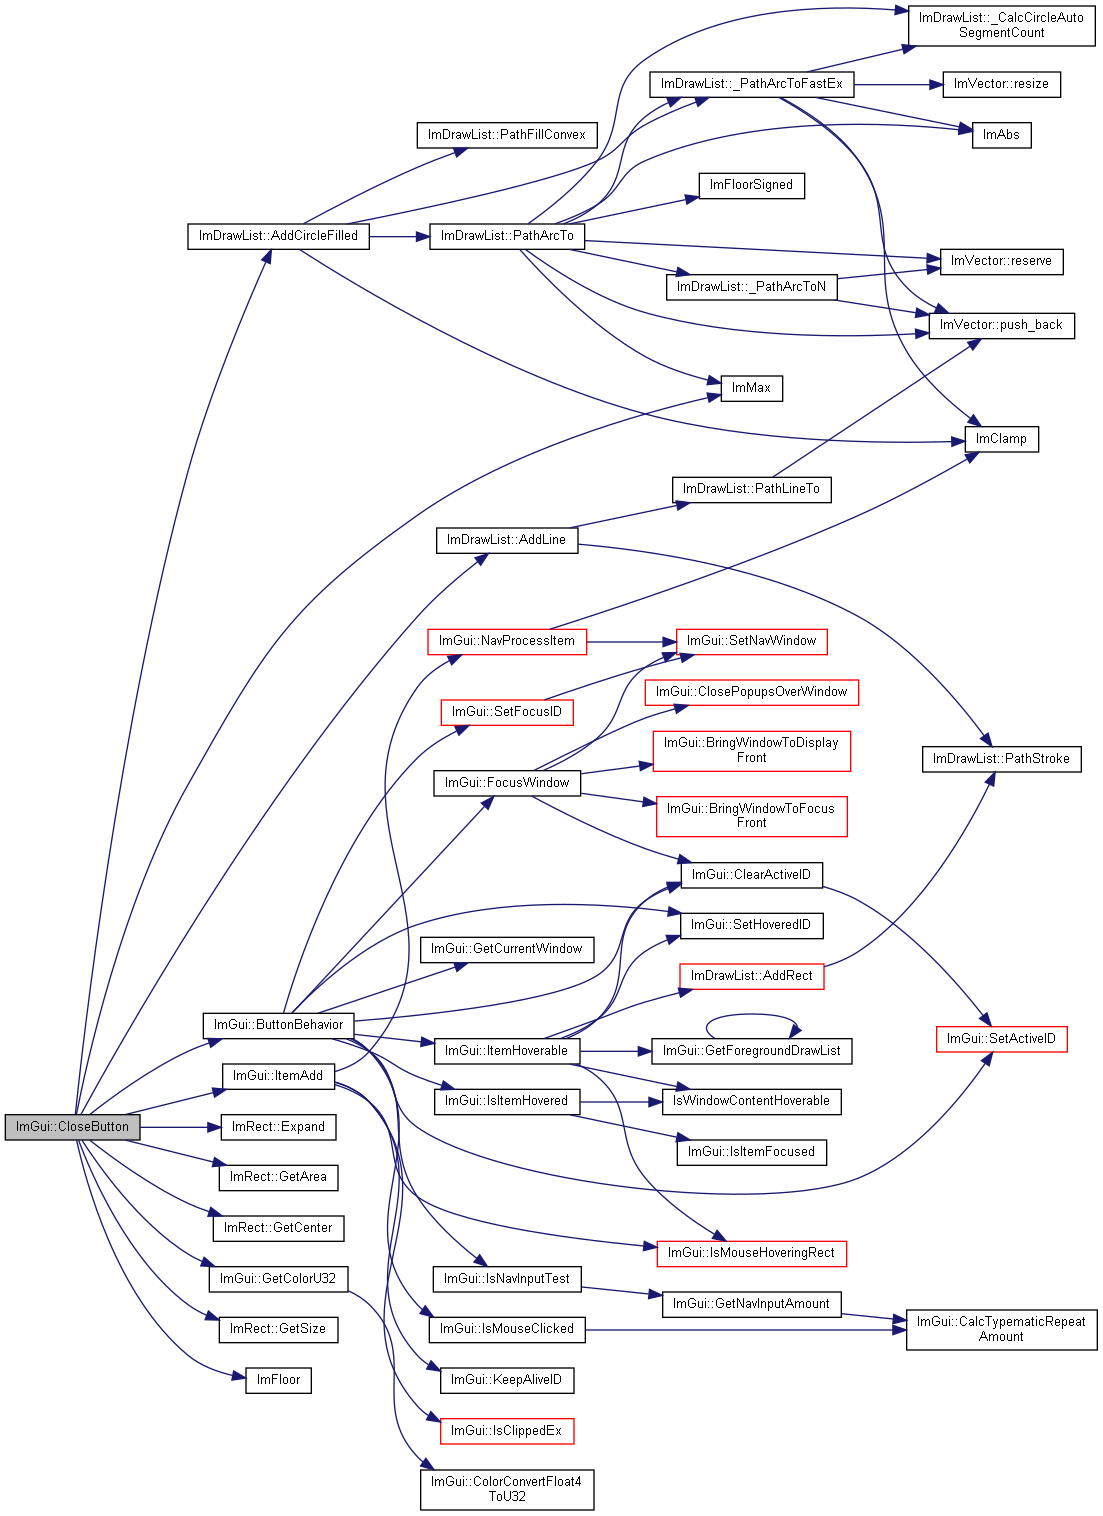 ImDrawList::_CalcCircleAuto
SegmentCount
ImDrawList::_PathArcToFastEx
ImVector::resize
ImDrawList::PathFillConvex
ImAbs
ImFloorSigned
ImDrawList::AddCircleFilled
ImDrawList::PathArcTo
ImVector::reserve
ImDrawList::_PathArcToN
ImVector::push_back
ImMax
ImClamp
ImDrawList::PathLineTo
ImDrawList::AddLine
ImGui::NavProcessItem
ImGui::SetNavWindow
ImGui::ClosePopupsOverWindow
ImGui::SetFocusID
ImGui::BringWindowToDisplay
Front
ImDrawList::PathStroke
ImGui::FocusWindow
ImGui::BringWindowToFocus
Front
ImGui::ClearActiveID
ImGui::SetHoveredID
ImGui::GetCurrentWindow
ImDrawList::AddRect
ImGui::ButtonBehavior
ImGui::SetActiveID
ImGui::ItemHoverable
ImGui::GetForegroundDrawList
ImGui::ItemAdd
ImGui::IsItemHovered
IsWindowContentHoverable
ImGui::CloseButton
ImRect::Expand
ImGui::IsItemFocused
ImRect::GetArea
ImRect::GetCenter
ImGui::IsMouseHoveringRect
ImGui::GetColorU32
ImGui::IsNavInputTest
ImGui::GetNavInputAmount
ImRect::GetSize
ImGui::IsMouseClicked
ImGui::CalcTypematicRepeat
Amount
ImFloor
ImGui::KeepAliveID
ImGui::IsClippedEx
ImGui::ColorConvertFloat4
ToU32